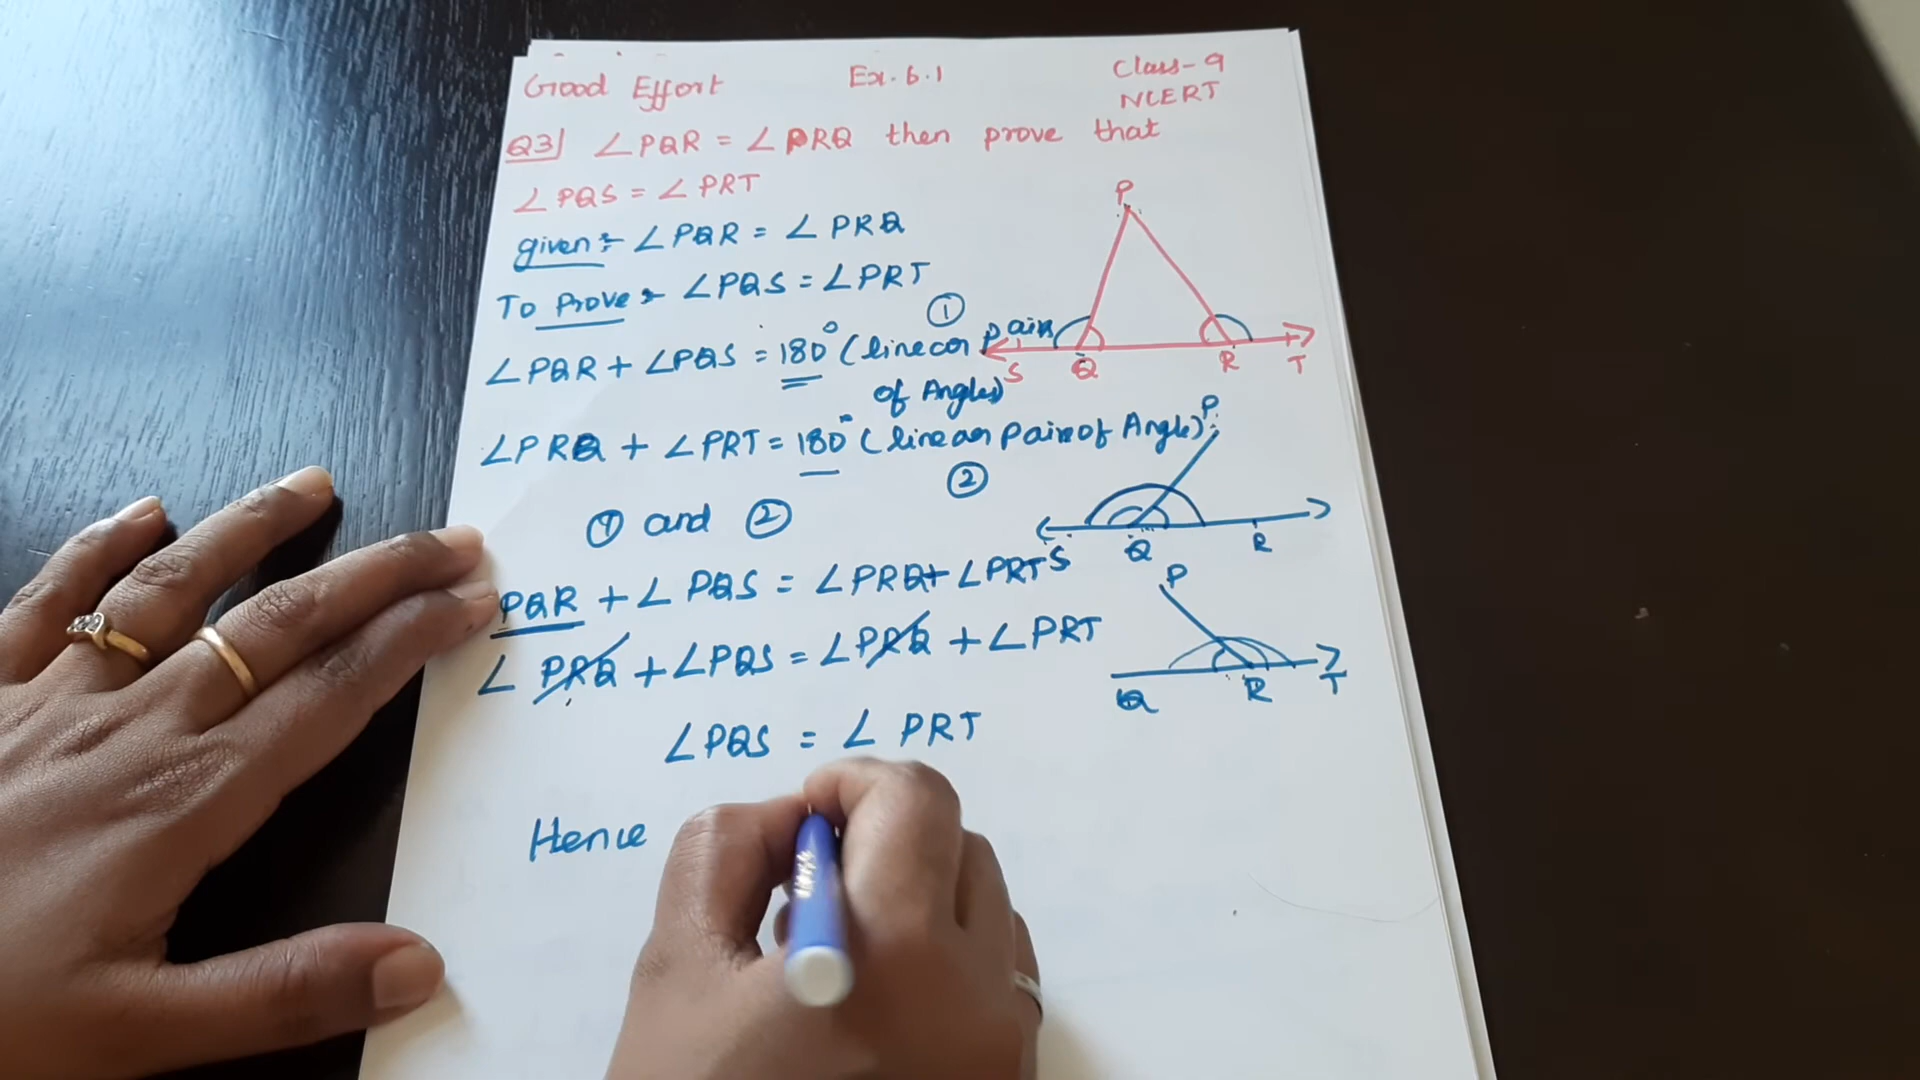 Good Effort Ex. 6.1 Class-9
NCERT
Q3| ∠PQR = ∠PRQ then prove that
∠PQS = ∠PRT
given:- ∠PQR = ∠PRQ
To Prove:- ∠PQS = ∠PRT
①
∠PQR + ∠PQS = 180° (linear pair
of Angles)
∠PRQ + ∠PRT = 180° (linear pair of Angle)
②
① and ②
PQR + ∠PQS = ∠PRQ + ∠PRT
∠PRQ + ∠PQS = ∠PRQ + ∠PRT
∠PQS = ∠PRT
Hence
P
S Q R T
P
S Q R
P
Q R T